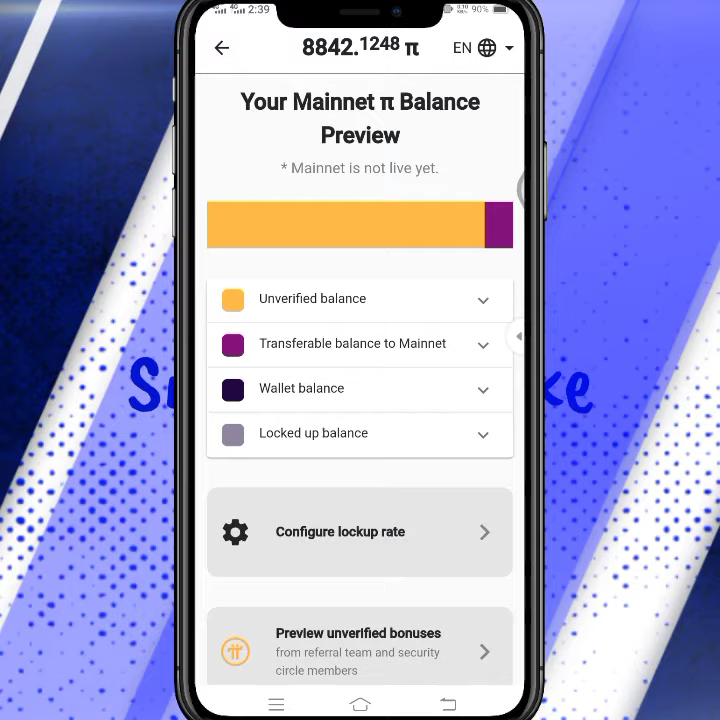 2:39
90%
8842.1248 π
EN
Your Mainnet π Balance
Preview
* Mainnet is not live yet.
Unverified balance
Transferable balance to Mainnet
Wallet balance
Locked up balance
Configure lockup rate
Preview unverified bonuses
from referral team and security
circle members